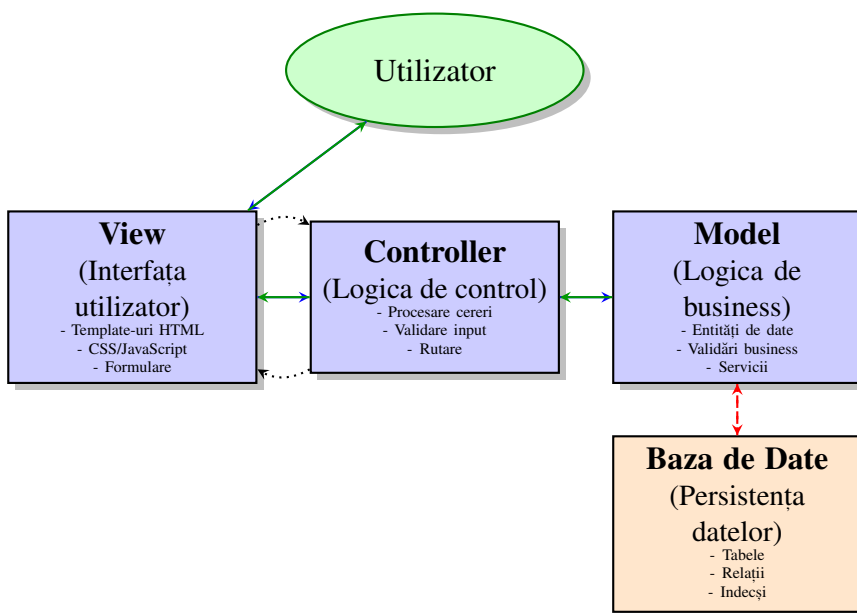 Utilizator
View
(Interfața
utilizator)
- Template-uri HTML
- CSS/JavaScript
- Formulare
Controller
(Logica de control)
- Procesare cereri
- Validare input
- Rutare
Model
(Logica de
business)
- Entități de date
- Validări business
- Servicii
Baza de Date
(Persistența
datelor)
- Tabele
- Relații
- Indecși